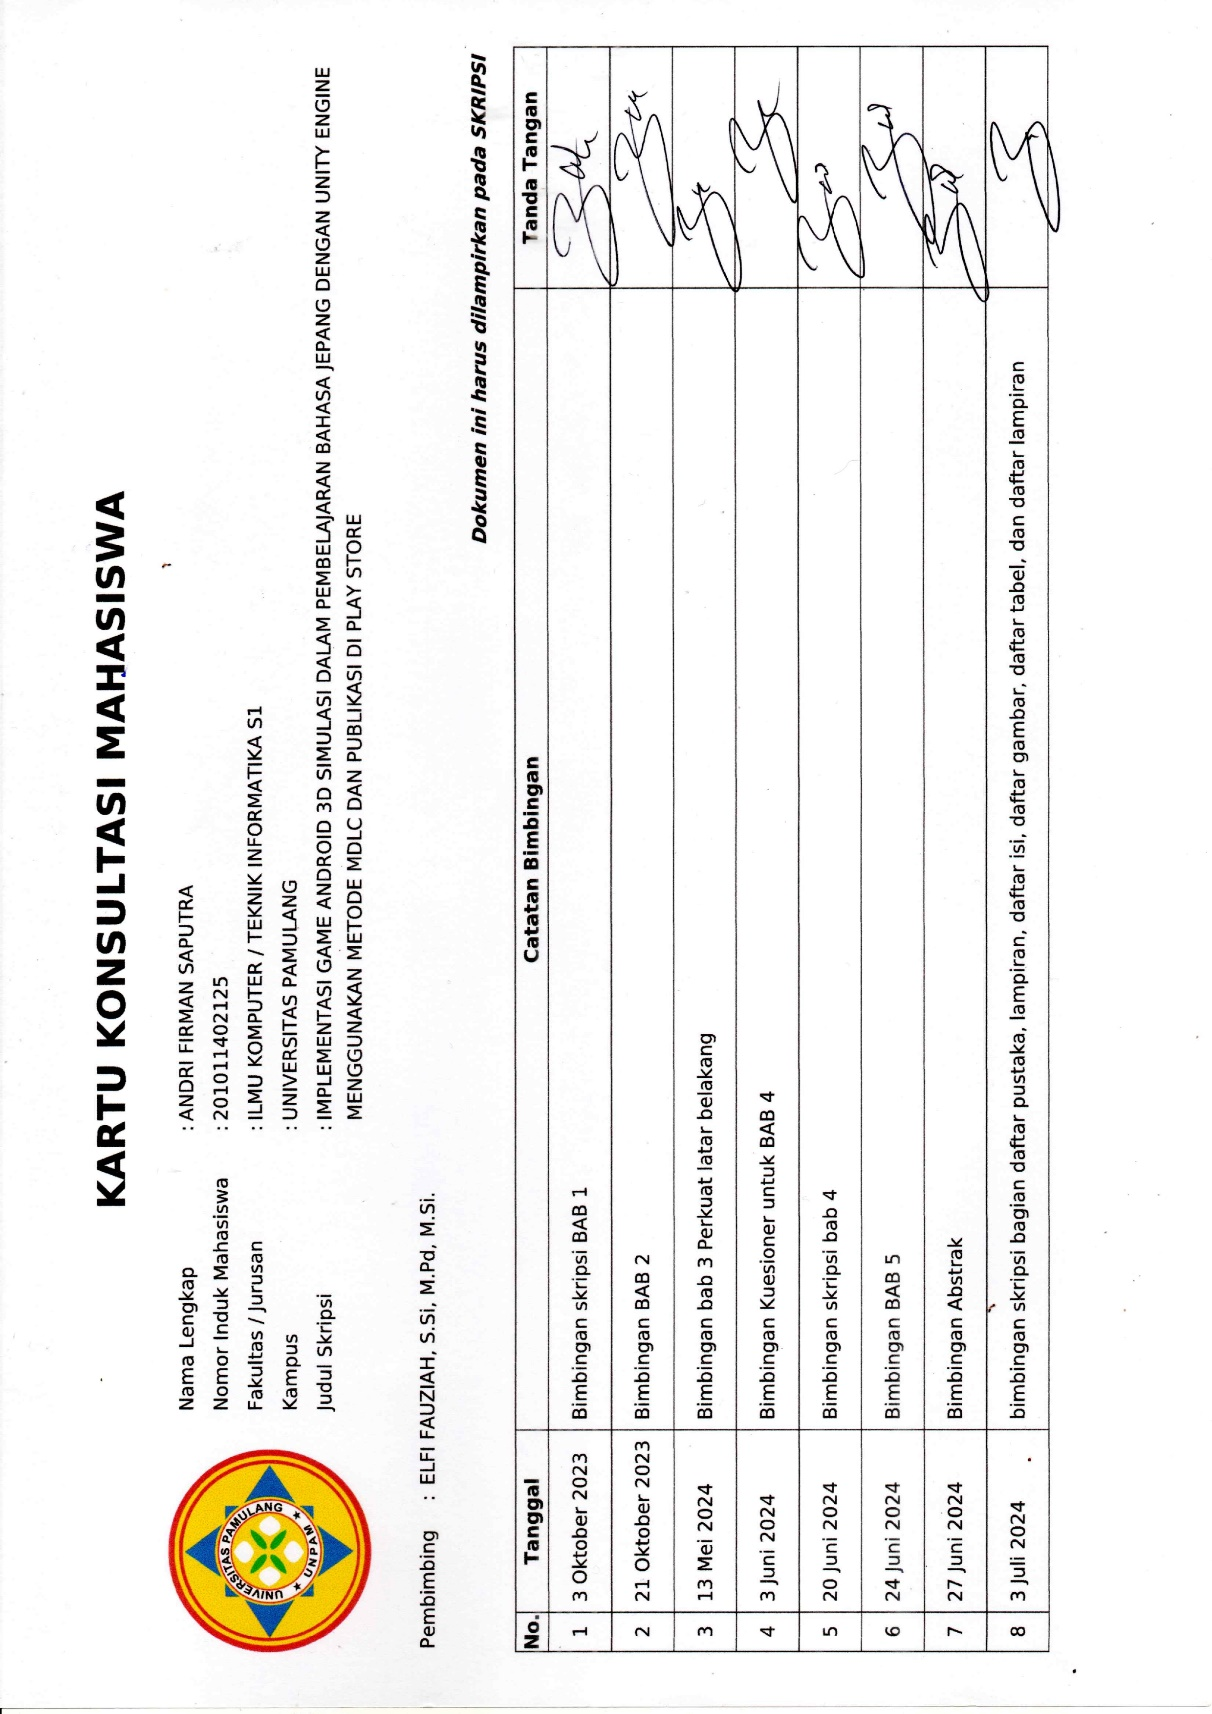 KARTU KONSULTASI MAHASISWA
UNIVERSITAS PAMULANG
★ UNPAM ★
Nama Lengkap : ANDRI FIRMAN SAPUTRA
Nomor Induk Mahasiswa : 201011402125
Fakultas / Jurusan : ILMU KOMPUTER / TEKNIK INFORMATIKA S1
Kampus : UNIVERSITAS PAMULANG
Judul Skripsi : IMPLEMENTASI GAME ANDROID 3D SIMULASI DALAM PEMBELAJARAN BAHASA JEPANG DENGAN UNITY ENGINE
MENGGUNAKAN METODE MDLC DAN PUBLIKASI DI PLAY STORE
Pembimbing : ELFI FAUZIAH, S.Si, M.Pd, M.Si.
Dokumen ini harus dilampirkan pada SKRIPSI
No. Tanggal Catatan Bimbingan Tanda Tangan
1 3 Oktober 2023 Bimbingan skripsi BAB 1
2 21 Oktober 2023 Bimbingan BAB 2
3 13 Mei 2024 Bimbingan bab 3 Perkuat latar belakang
4 3 Juni 2024 Bimbingan Kuesioner untuk BAB 4
5 20 Juni 2024 Bimbingan skripsi bab 4
6 24 Juni 2024 Bimbingan BAB 5
7 27 Juni 2024 Bimbingan Abstrak
8 3 Juli 2024 bimbingan skripsi bagian daftar pustaka, lampiran, daftar isi, daftar gambar, daftar tabel, dan daftar lampiran